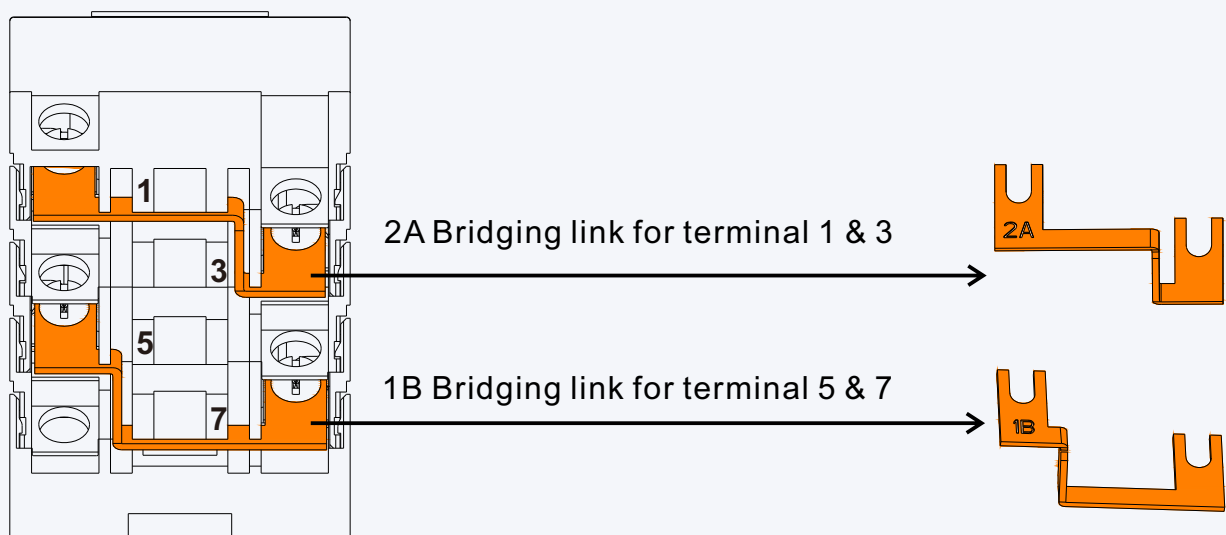 1
2A Bridging link for terminal 1 & 3
2A
3
5
1B Bridging link for terminal 5 & 7
1B
7